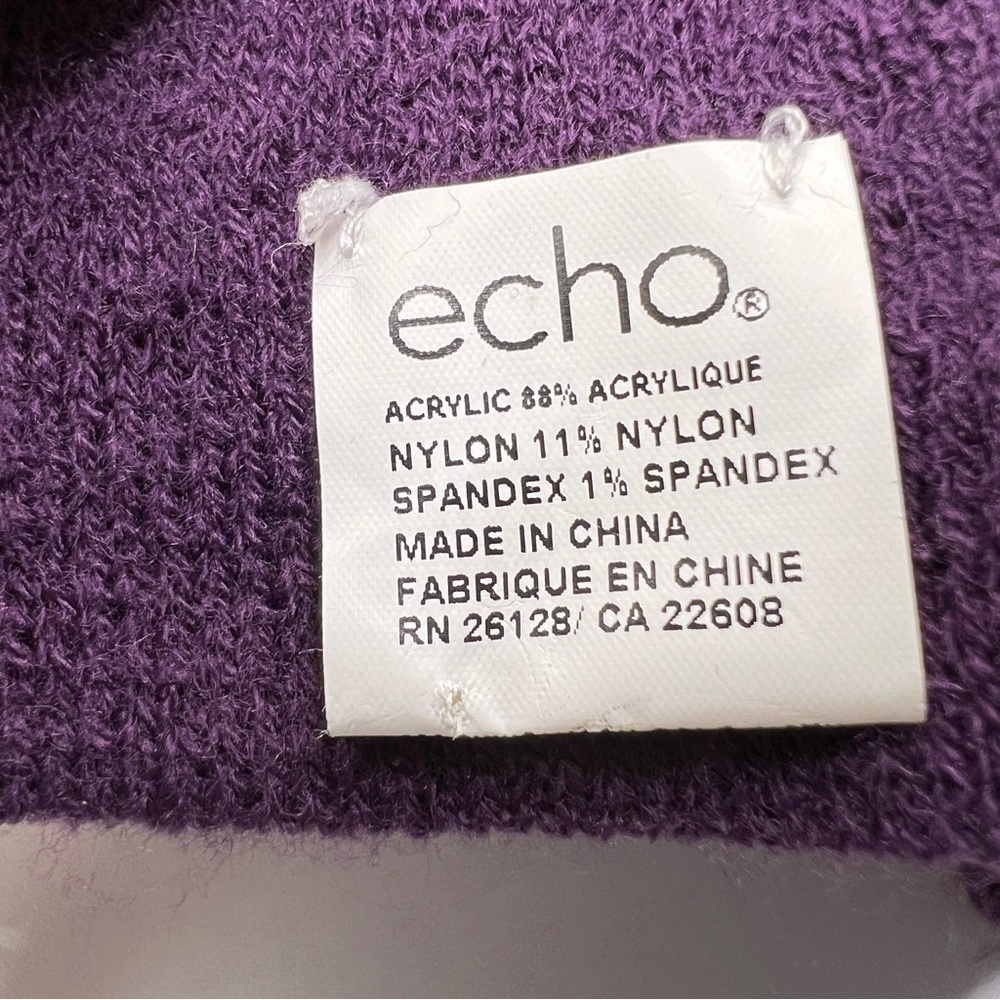 echo®
ACRYLIC 88% ACRYLIQUE
NYLON 11% NYLON
SPANDEX 1% SPANDEX
MADE IN CHINA
FABRIQUE EN CHINE
RN 26128/ CA 22608